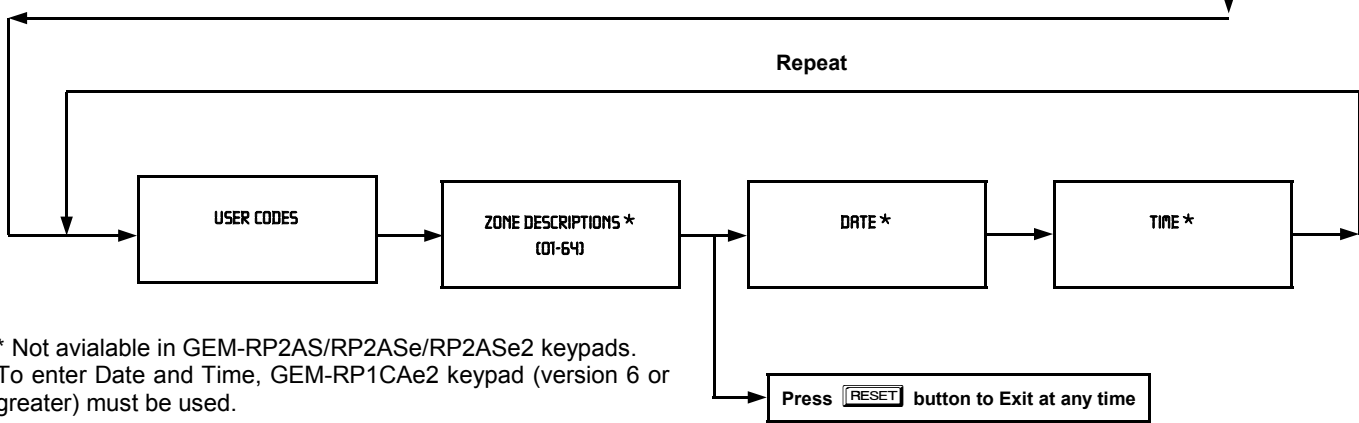 Repeat
USER CODES
ZONE DESCRIPTIONS *
(01-64)
DATE *
TIME *
* Not avialable in GEM-RP2AS/RP2ASe/RP2ASe2 keypads.
To enter Date and Time, GEM-RP1CAe2 keypad (version 6 or
greater) must be used.
Press RESET button to Exit at any time